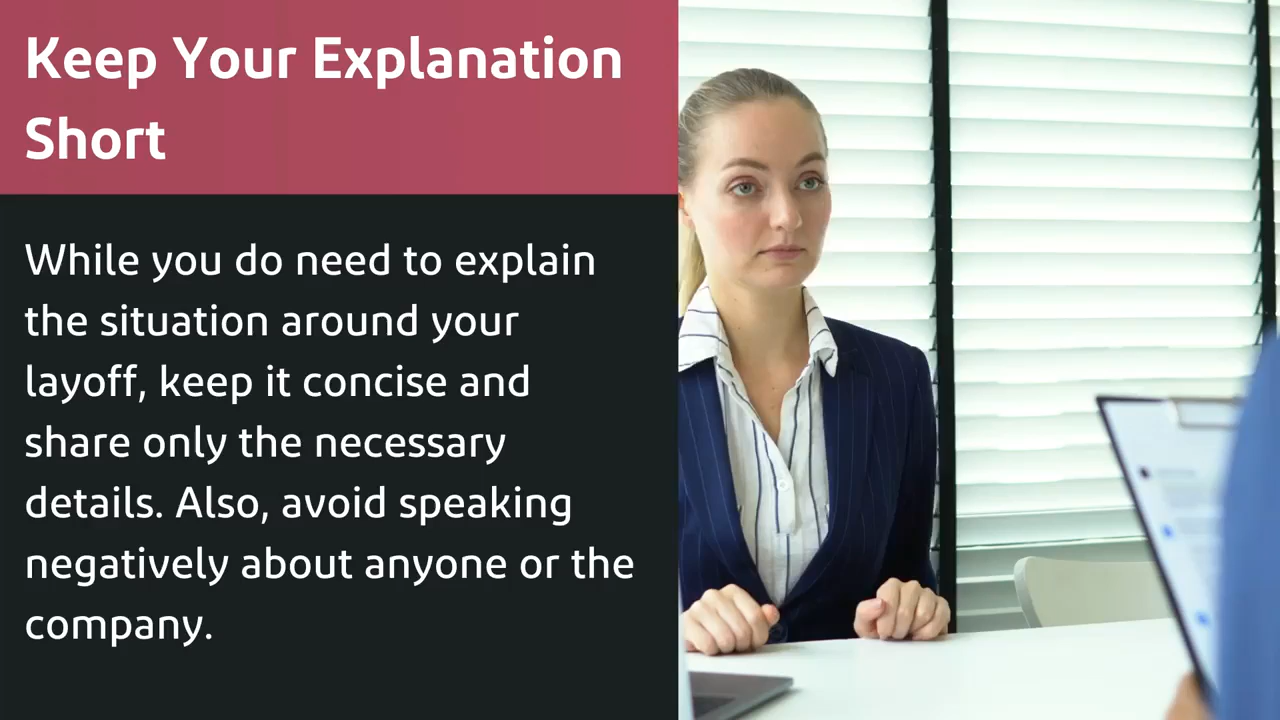 Keep Your Explanation
Short
While you do need to explain
the situation around your
layoff, keep it concise and
share only the necessary
details. Also, avoid speaking
negatively about anyone or the
company.